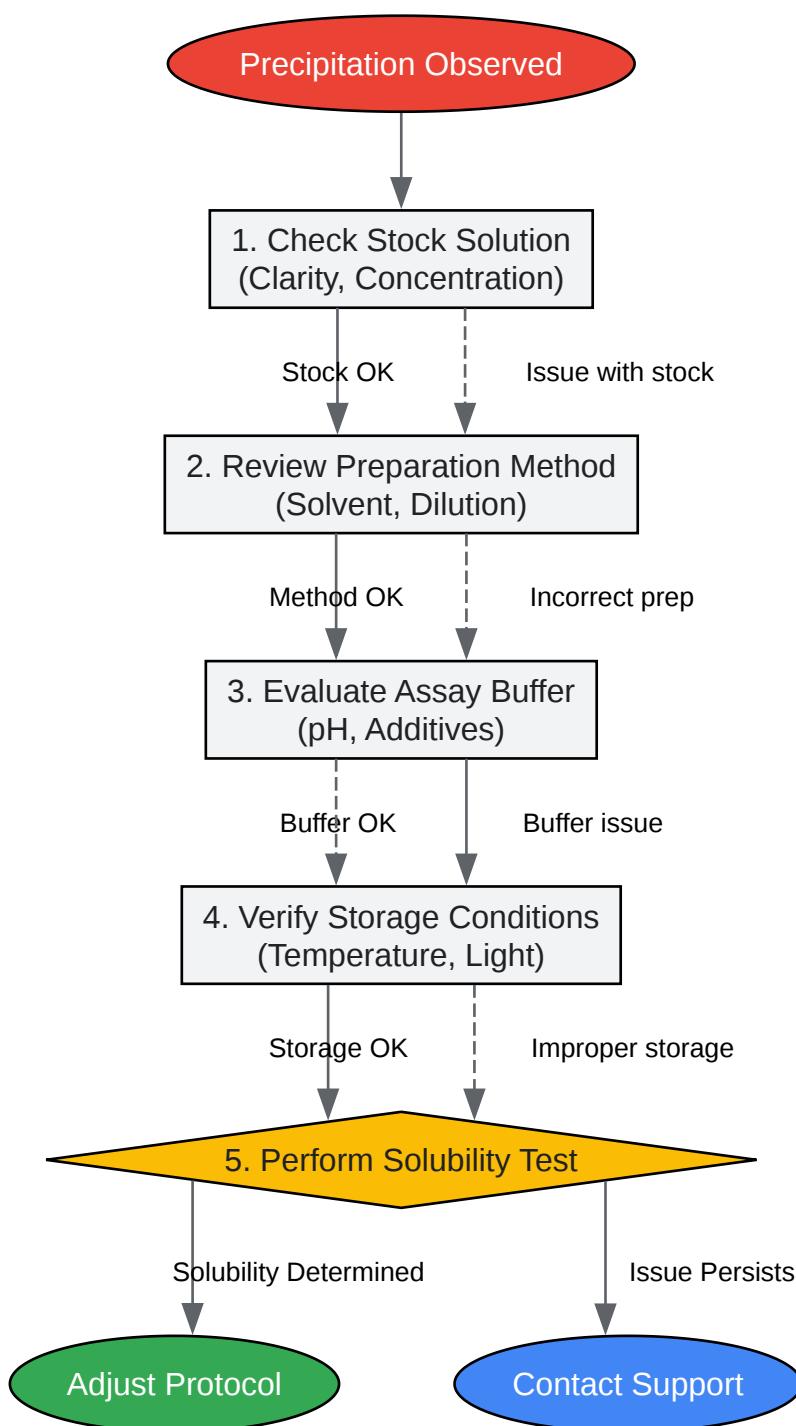 Precipitation Observed
1. Check Stock Solution
(Clarity, Concentration)
Stock OK
Issue with stock
2. Review Preparation Method
(Solvent, Dilution)
Method OK
Incorrect prep
3. Evaluate Assay Buffer
(pH, Additives)
Buffer OK
Buffer issue
4. Verify Storage Conditions
(Temperature, Light)
Storage OK
Improper storage
5. Perform Solubility Test
Solubility Determined
Issue Persists
Adjust Protocol
Contact Support